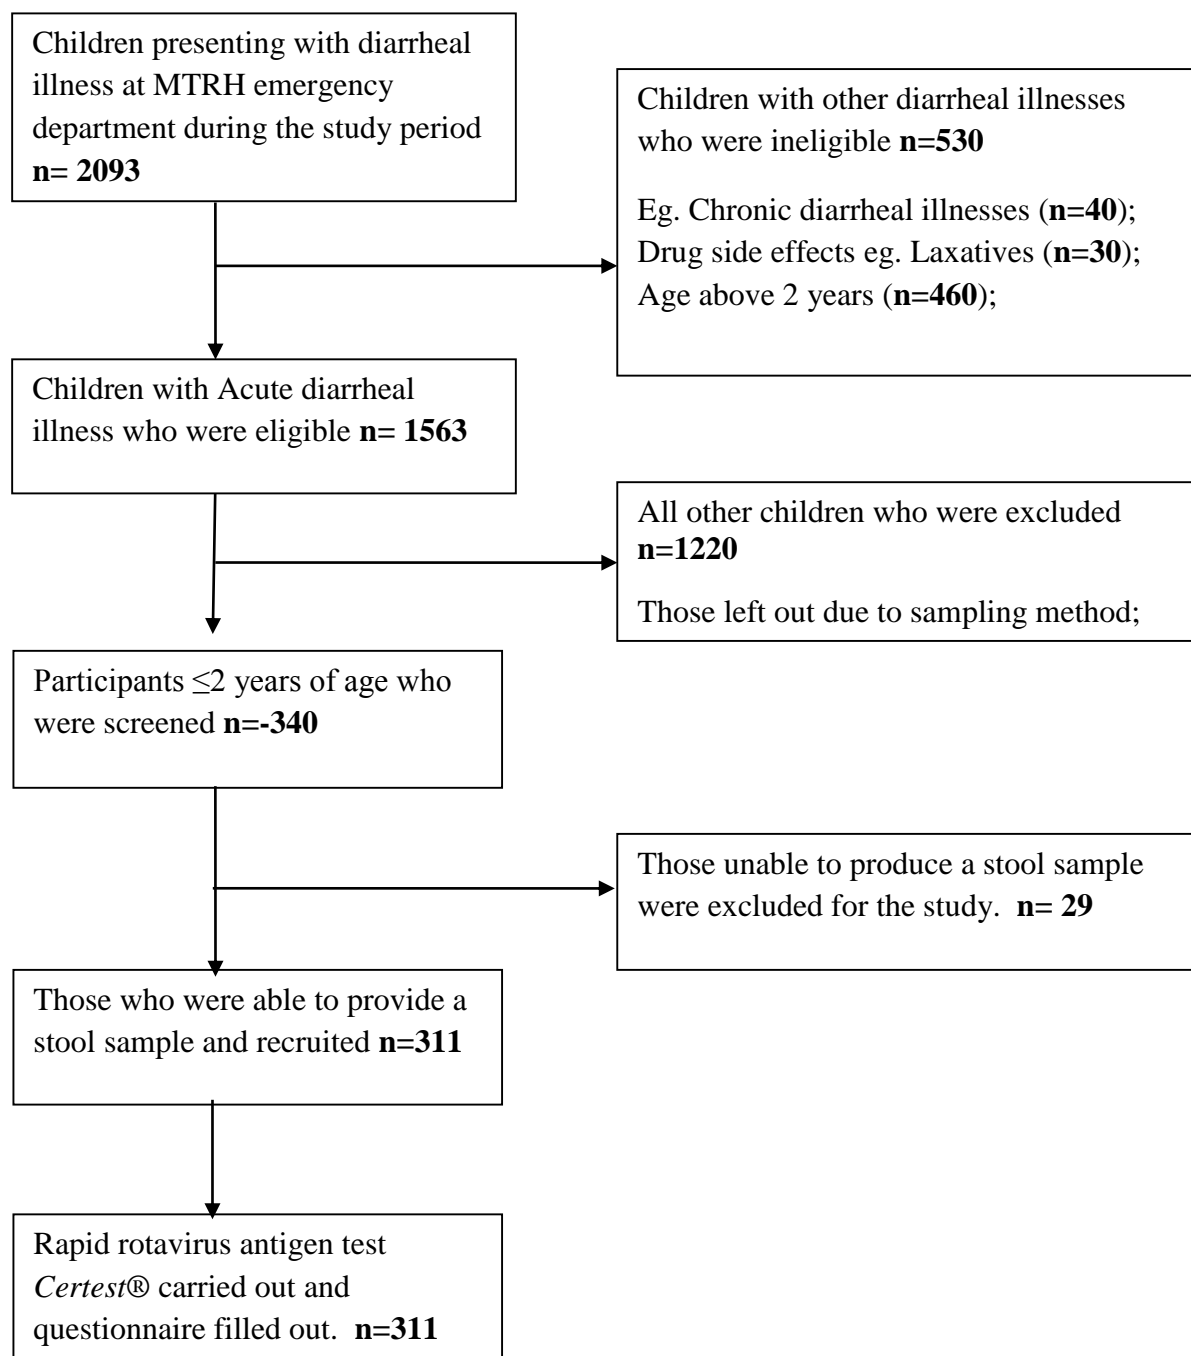 Children presenting with diarrheal
illness at MTRH emergency
department during the study period
n= 2093
Children with other diarrheal illnesses
who were ineligible n=530
Eg. Chronic diarrheal illnesses (n=40);
Drug side effects eg. Laxatives (n=30);
Age above 2 years (n=460);
Children with Acute diarrheal
illness who were eligible n= 1563
All other children who were excluded
n=1220
Those left out due to sampling method;
Participants ≤2 years of age who
were screened n=-340
Those unable to produce a stool sample
were excluded for the study. n= 29
Those who were able to provide a
stool sample and recruited n=311
Rapid rotavirus antigen test
Certest® carried out and
questionnaire filled out. n=311